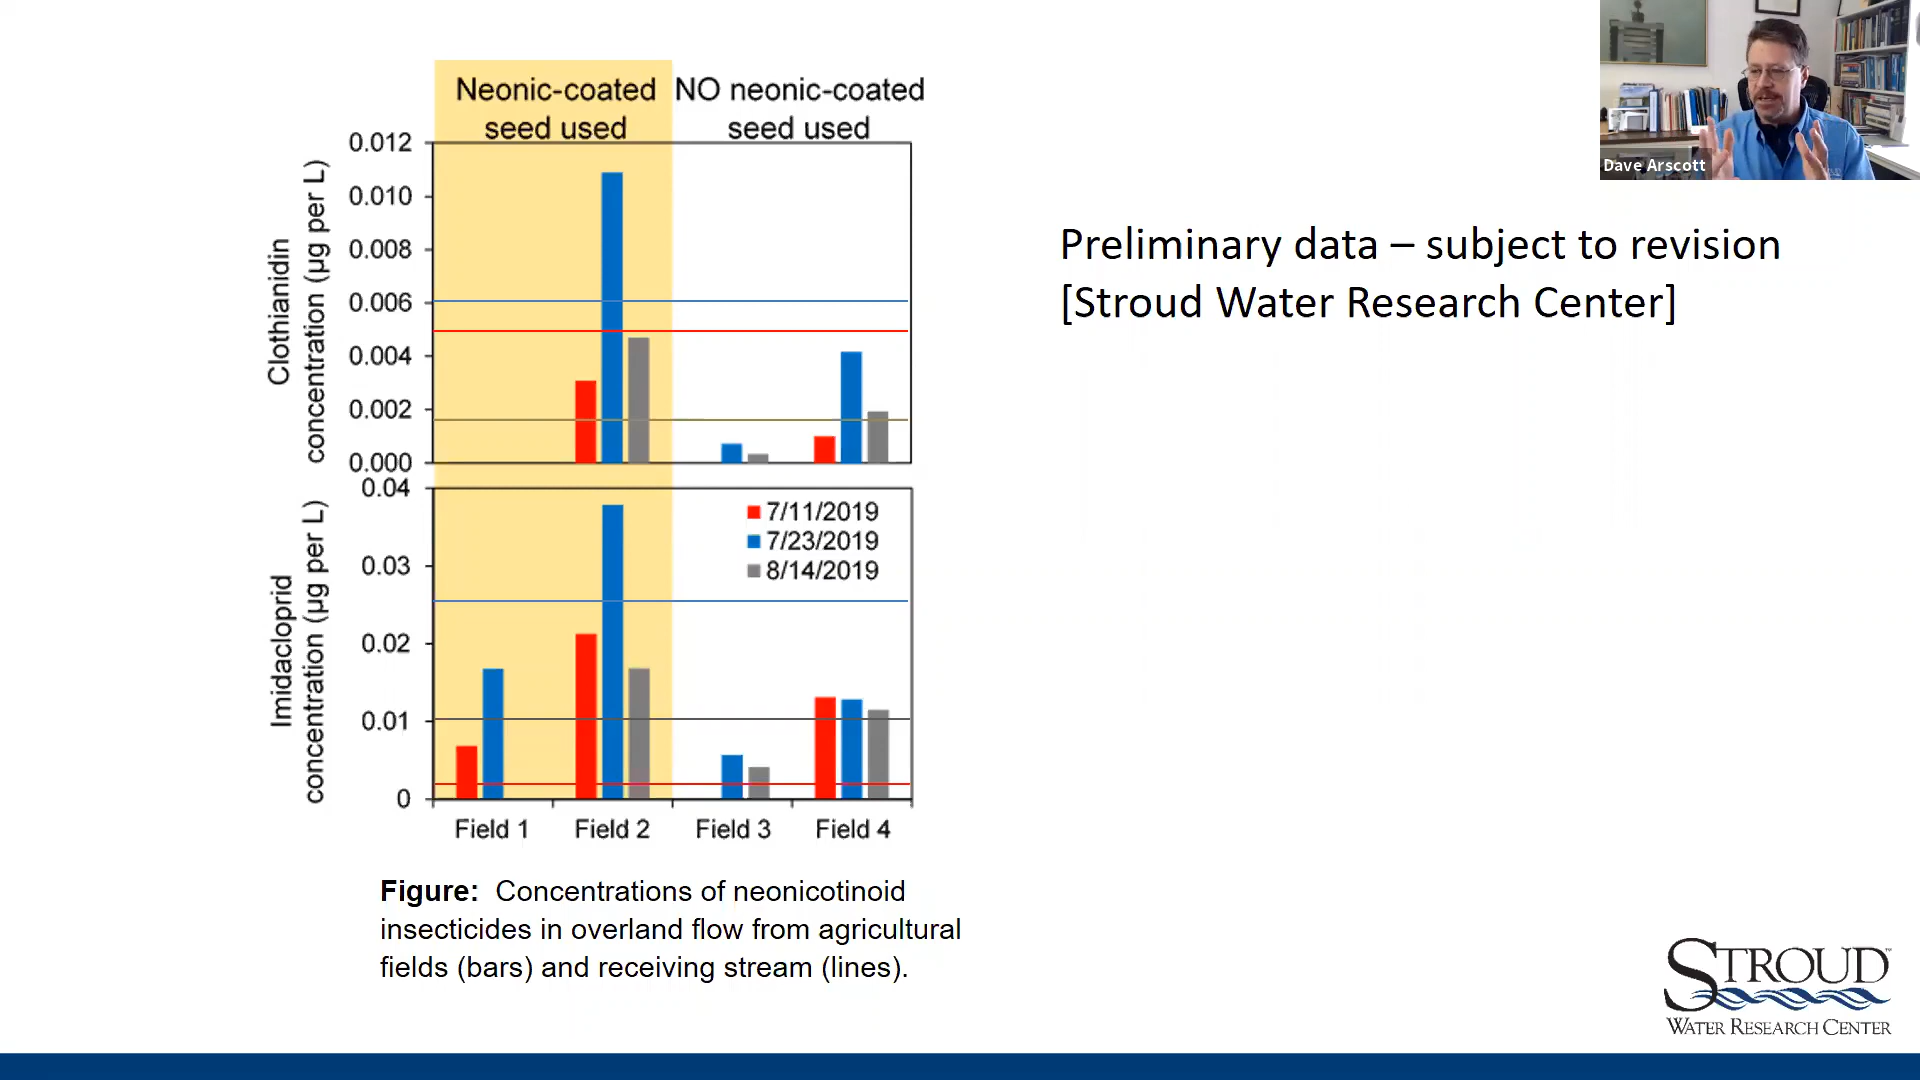 Neonic-coated
seed used
NO neonic-coated
seed used
Clothianidin
concentration (µg per L)
0.012
0.010
0.008
0.006
0.004
0.002
0.000
Imidacloprid
concentration (µg per L)
0.04
0.03
0.02
0.01
0
7/11/2019
7/23/2019
8/14/2019
Field 1
Field 2
Field 3
Field 4
Figure: Concentrations of neonicotinoid
insecticides in overland flow from agricultural
fields (bars) and receiving stream (lines).
Dave Arscott
Preliminary data – subject to revision
[Stroud Water Research Center]
STROUD™
WATER RESEARCH CENTER